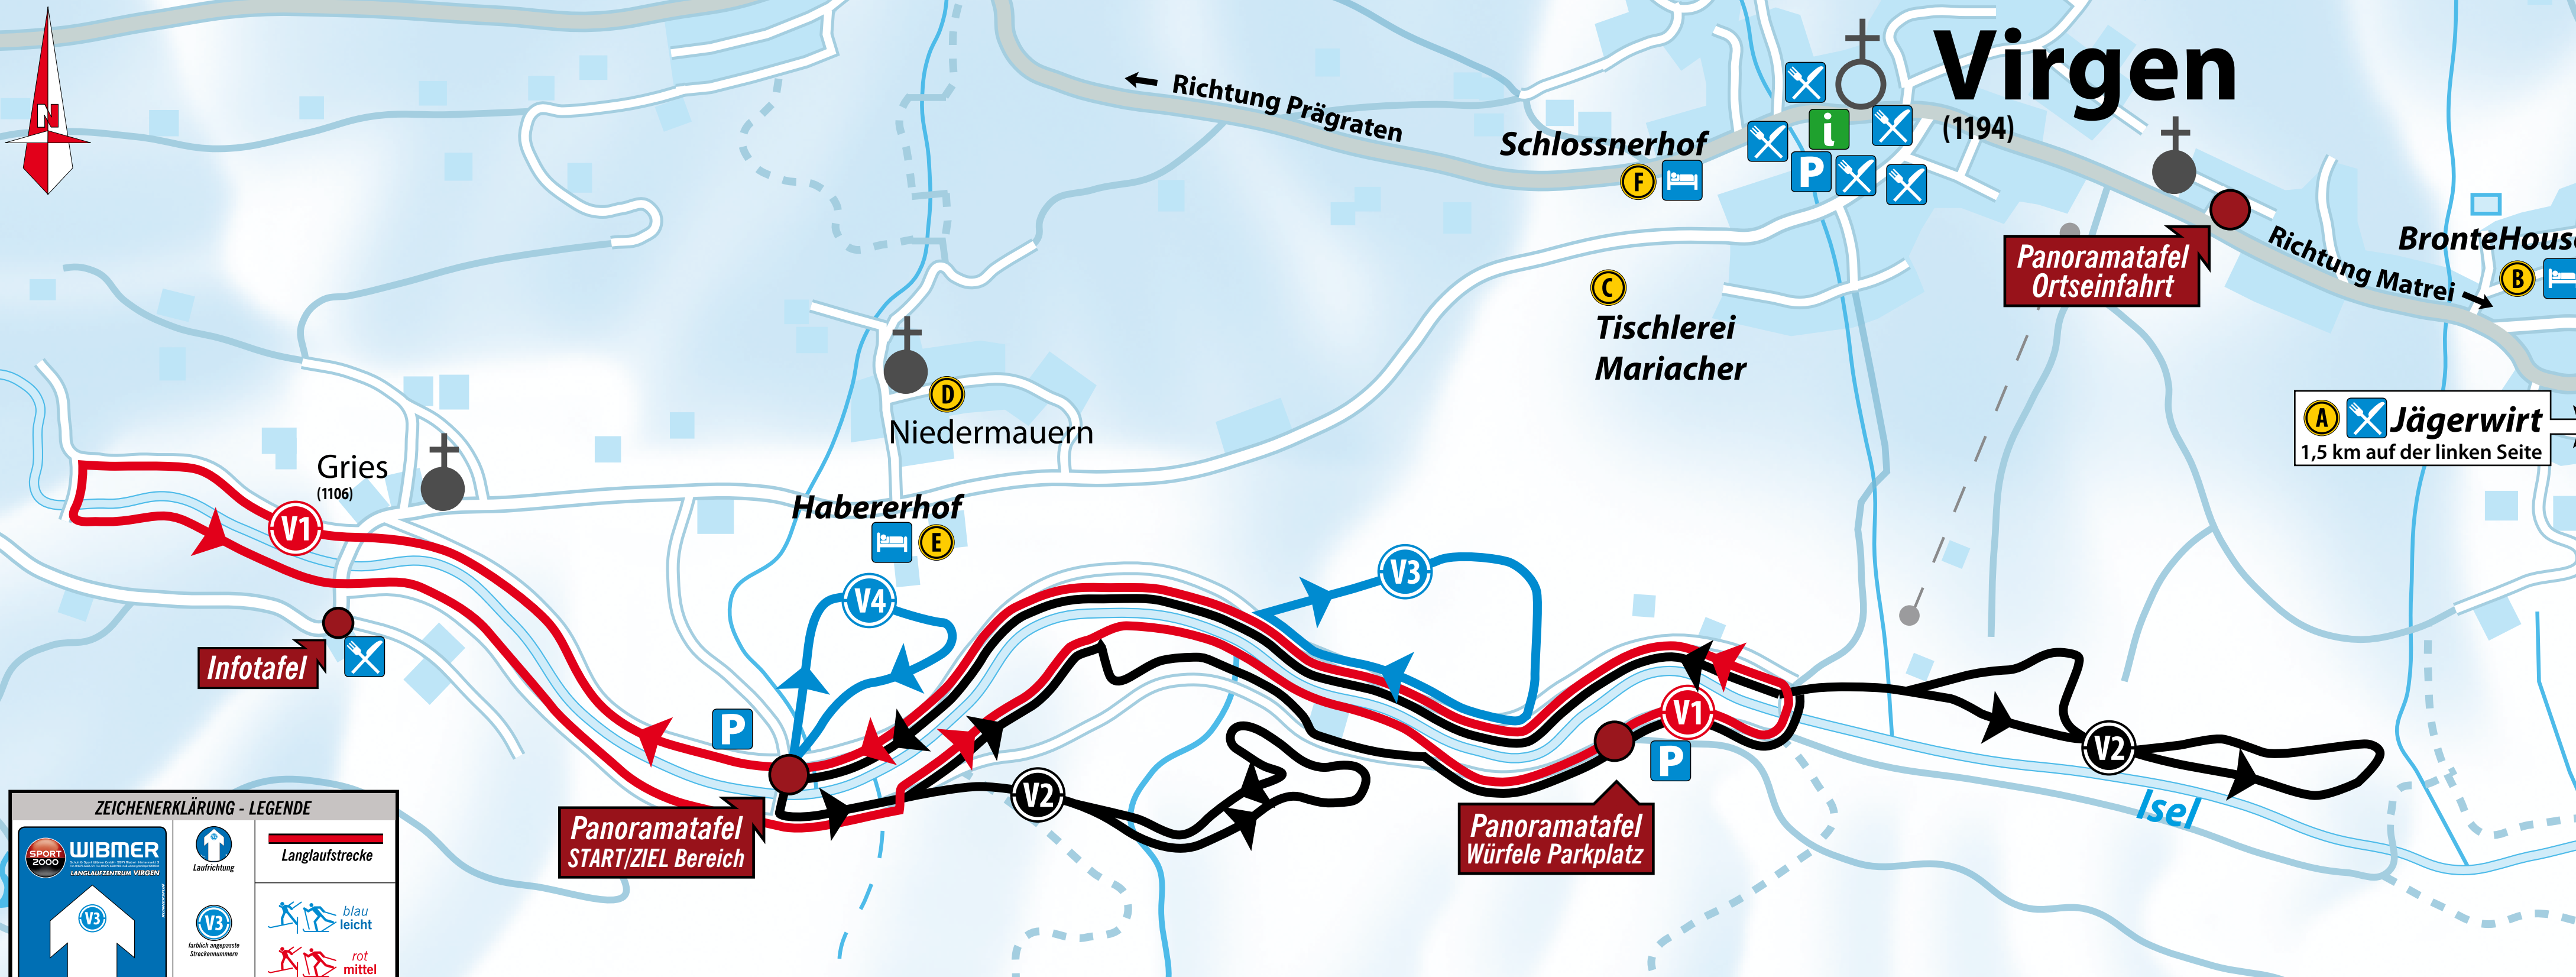 N
Richtung Prägraten
Virgen
(1194)
i
P
Schlossnerhof
F
Panoramatafel
Ortseinfahrt
Richtung Matrei
BronteHous
B
C
Tischlerei
Mariacher
D
Niedermauern
A
Jägerwirt
1,5 km auf der linken Seite
Gries
(1106)
V1
Habererhof
E
V4
V3
Infotafel
P
V1
P
V2
V2
Isel
Panoramatafel
START/ZIEL Bereich
Panoramatafel
Würfele Parkplatz
ZEICHENERKLÄRUNG - LEGENDE
SPORT
2000
WIBMER
LANGLAUFZENTRUM VIRGEN
V3
Laufrichtung
V3
farblich angepasste
Streckennummern
Langlaufstrecke
blau
leicht
rot
mittel